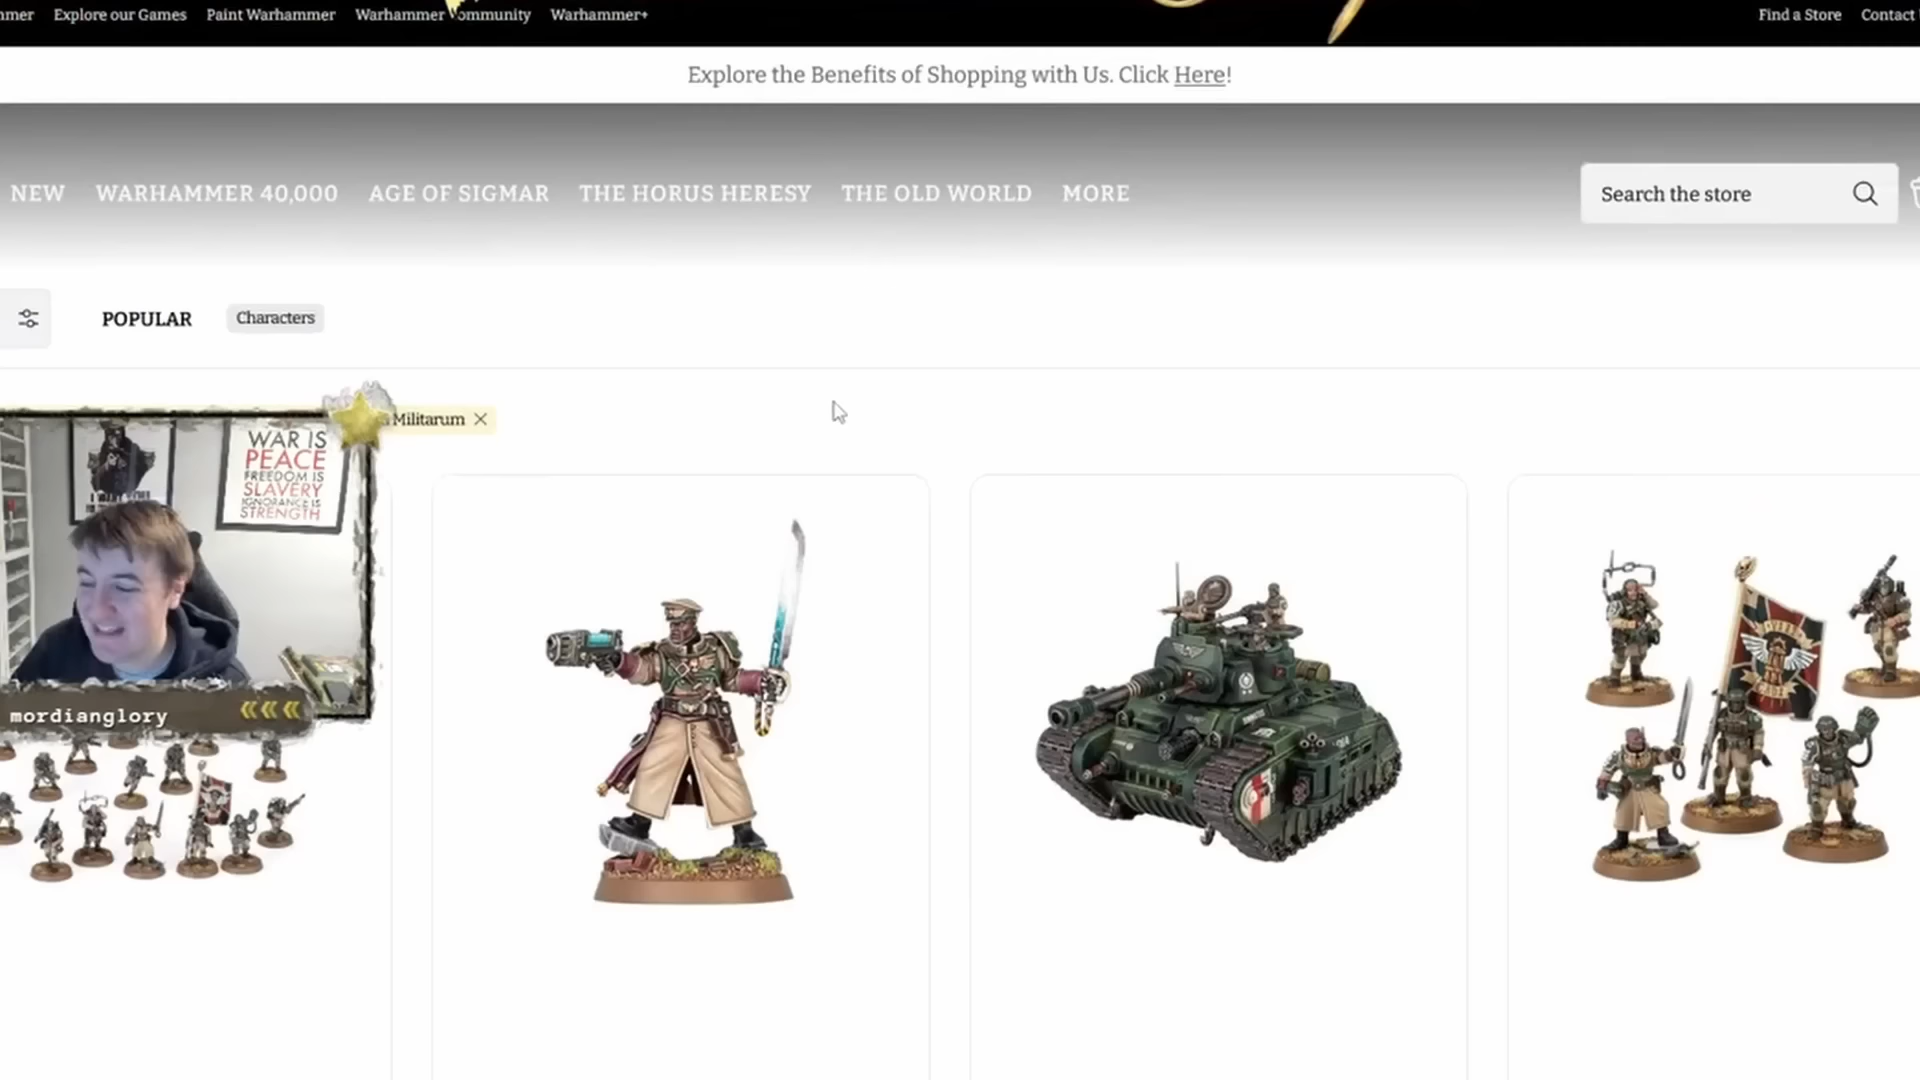 Explore our Games
Paint Warhammer
Warhammer Community
Warhammer+
Find a Store
Contact
Explore the Benefits of Shopping with Us. Click Here!
NEW
WARHAMMER 40,000
AGE OF SIGMAR
THE HORUS HERESY
THE OLD WORLD
MORE
Search the store
POPULAR
Characters
Militarum
WAR IS
PEACE
FREEDOM IS
SLAVERY
IGNORANCE IS
STRENGTH
mordianglory